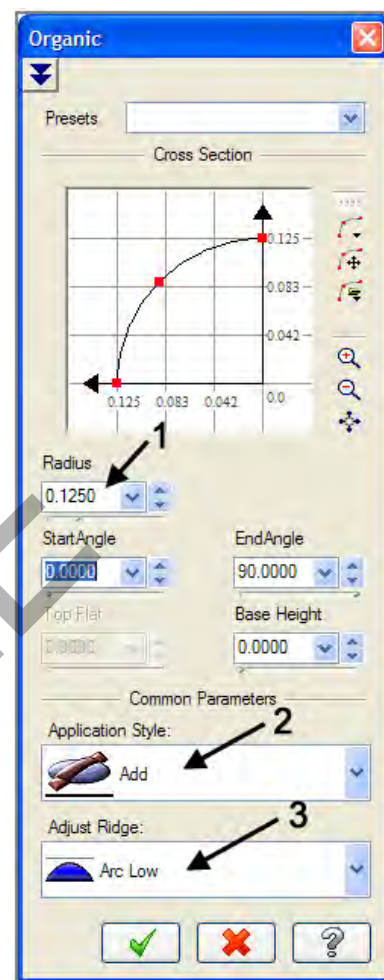 Organic
Presets
Cross Section
0.125
0.083
0.042
0.125 0.083 0.042 0.0
1
Radius
0.1250
StartAngle EndAngle
0.0000 90.0000
Top Flat Base Height
0.0000 0.0000
Common Parameters
Application Style: 2
Add
Adjust Ridge: 3
Arc Low
?